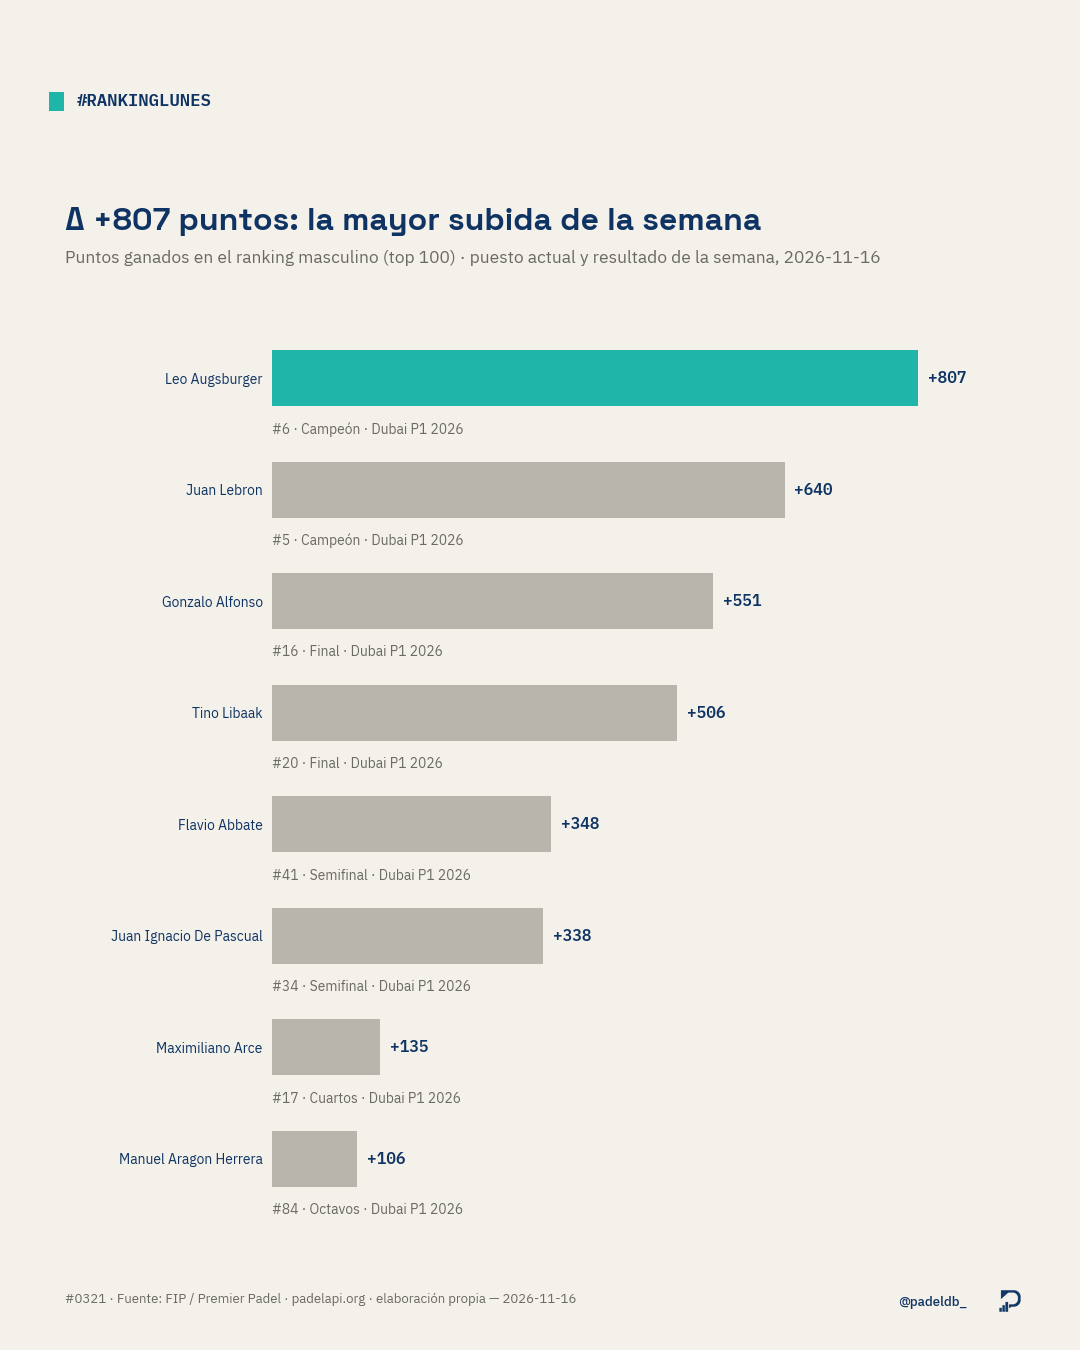 #RANKINGLUNES
Δ +807 puntos: la mayor subida de la semana
Puntos ganados en el ranking masculino (top 100) · puesto actual y resultado de la semana, 2026-11-16
Leo Augsburger +807
#6 · Campeón · Dubai P1 2026
Juan Lebron +640
#5 · Campeón · Dubai P1 2026
Gonzalo Alfonso +551
#16 · Final · Dubai P1 2026
Tino Libaak +506
#20 · Final · Dubai P1 2026
Flavio Abbate +348
#41 · Semifinal · Dubai P1 2026
Juan Ignacio De Pascual +338
#34 · Semifinal · Dubai P1 2026
Maximiliano Arce +135
#17 · Cuartos · Dubai P1 2026
Manuel Aragon Herrera +106
#84 · Octavos · Dubai P1 2026
#0321 · Fuente: FIP / Premier Padel · padelapi.org · elaboración propia — 2026-11-16
@padeldb_